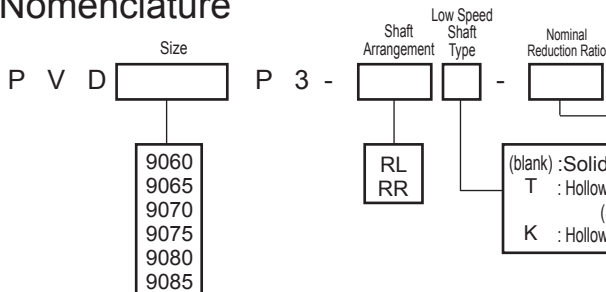 Nomenclature
Size
Shaft
Arrangement
Low Speed
Shaft
Type
Nominal
Reduction Ratio
P V D P 3 - -
9060
9065
9070
9075
9080
9085
RL
RR
(blank) :Solid
T : Hollow
(
K : Hollow